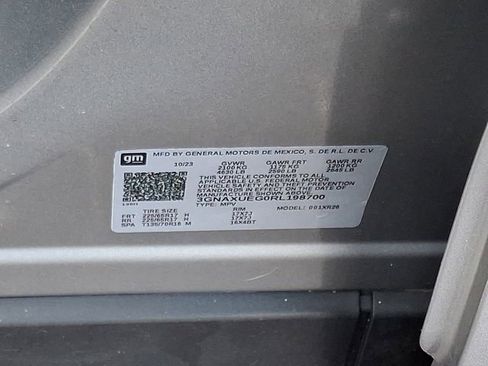 gm
MFD BY GENERAL MOTORS DE MEXICO, S. DE R.L. DE C.V.
10/23 GVWR GAWR FRT GAWR RR
2100 KG 1175 KG 1200 KG
4630 LB 2590 LB 2645 LB
THIS VEHICLE CONFORMS TO ALL
APPLICABLE U.S. FEDERAL MOTOR
VEHICLE SAFETY AND THEFT PREVENTION
STANDARDS IN EFFECT ON THE DATE OF
MANUFACTURE SHOWN ABOVE.
3GNAXUEG0RL198700
TYPE: MPV MODEL: 001XR26
TIRE SIZE RIM
FRT 225/65R17 H 17X7J
RR 225/65R17 H 17X7J
SPA T135/70R16 M 16X4BT